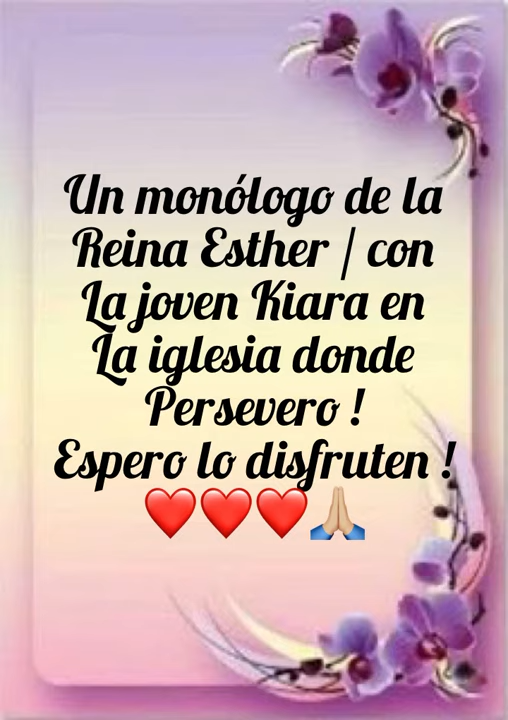 Un monólogo de la
Reina Esther / con
La joven Kiara en
La iglesia donde
Persevero !
Espero lo disfruten !
❤️❤️❤️🙏🏼